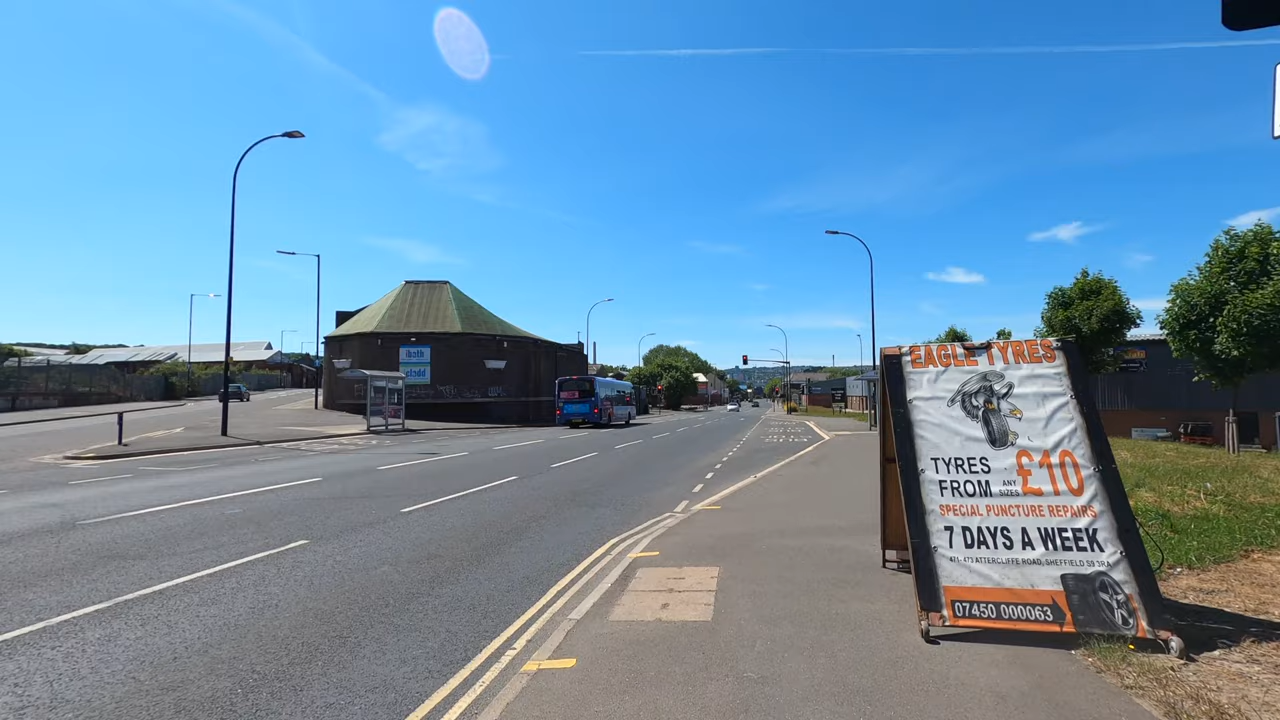 EAGLE TYRES
TYRES
FROM ANY SIZES £10
SPECIAL PUNCTURE REPAIRS
7 DAYS A WEEK
471-473 ATTERCLIFFE ROAD, SHEFFIELD S9 3RA
07450 000063